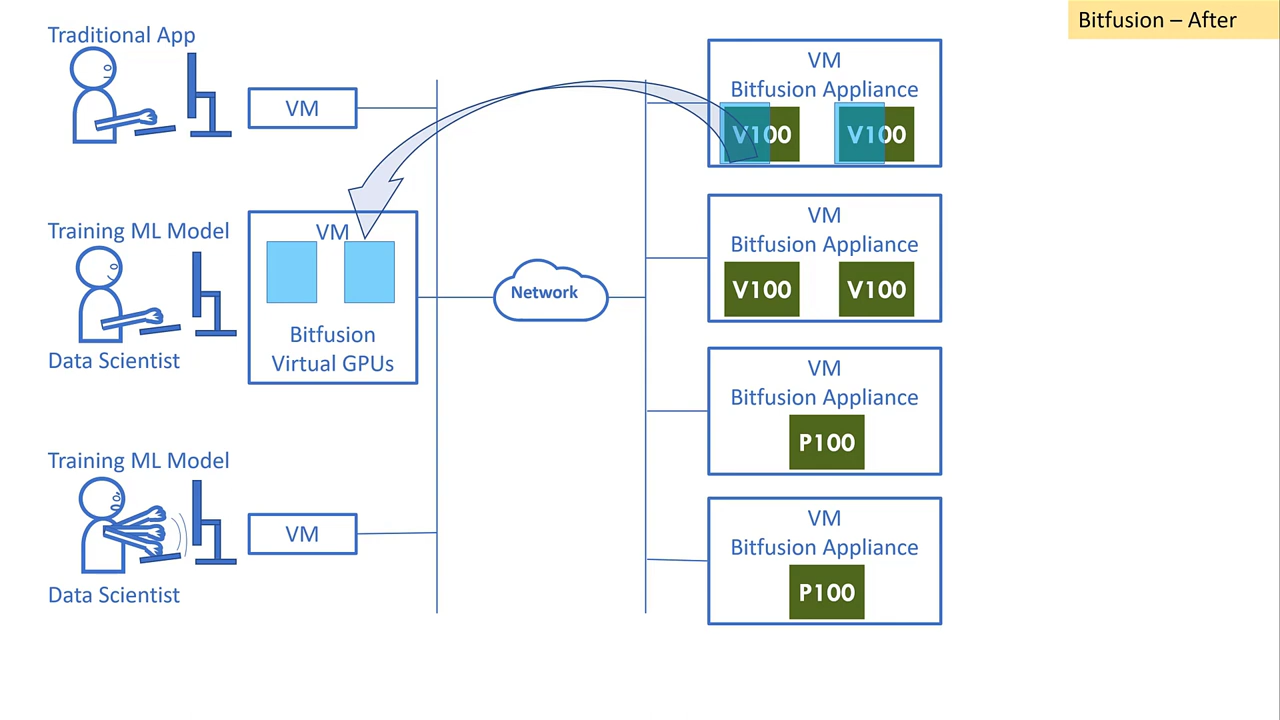 Bitfusion – After
Traditional App
VM
Training ML Model
VM
Bitfusion
Virtual GPUs
Data Scientist
Training ML Model
VM
Data Scientist
Network
VM
Bitfusion Appliance
V100
V100
VM
Bitfusion Appliance
V100
V100
VM
Bitfusion Appliance
P100
VM
Bitfusion Appliance
P100